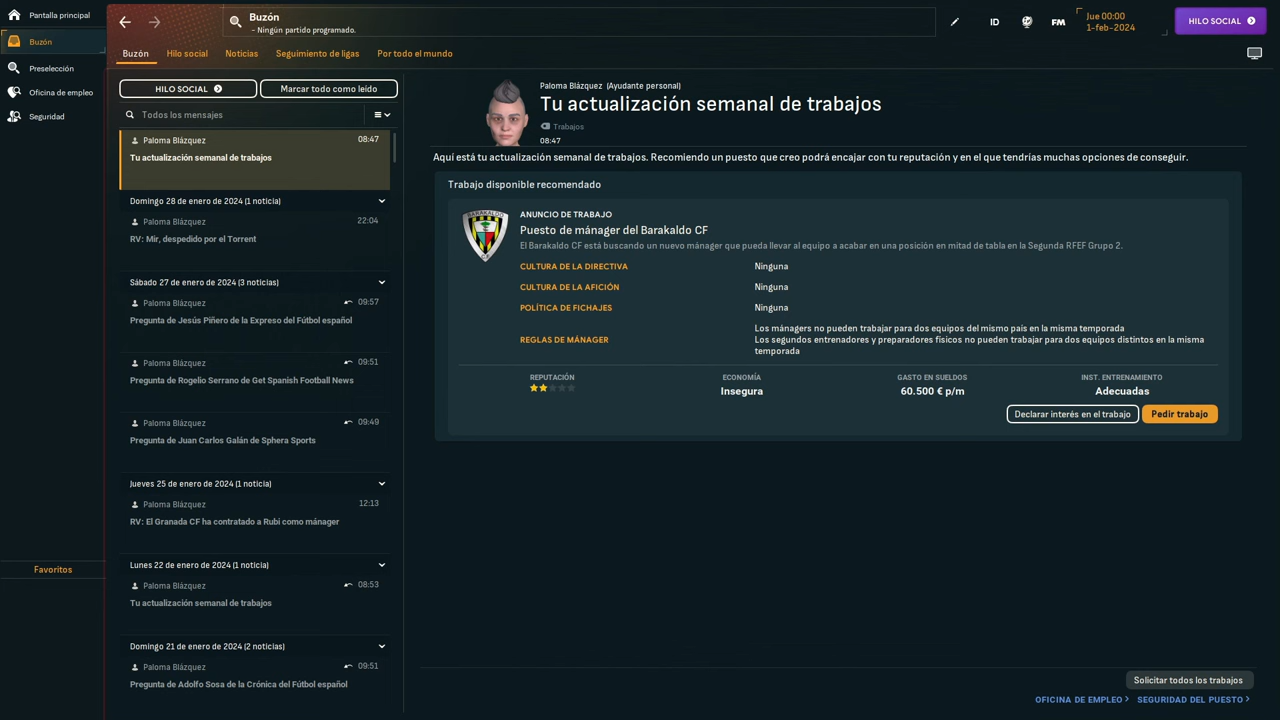 Pantalla principal
Buzón
Preselección
Oficina de empleo
Seguridad
Favoritos
Buzón
- Ningún partido programado.
ID
FM
Jue 00:00
1-feb-2024
HILO SOCIAL
Buzón
Hilo social
Noticias
Seguimiento de ligas
Por todo el mundo
HILO SOCIAL
Marcar todo como leído
Todos los mensajes
Paloma Blázquez 08:47
Tu actualización semanal de trabajos
Domingo 28 de enero de 2024 (1 noticia)
Paloma Blázquez 22:04
RV: Mir, despedido por el Torrent
Sábado 27 de enero de 2024 (3 noticias)
Paloma Blázquez 09:57
Pregunta de Jesús Piñero de la Expreso del Fútbol español
Paloma Blázquez 09:51
Pregunta de Rogelio Serrano de Get Spanish Football News
Paloma Blázquez 09:49
Pregunta de Juan Carlos Galán de Sphera Sports
Jueves 25 de enero de 2024 (1 noticia)
Paloma Blázquez 12:13
RV: El Granada CF ha contratado a Rubi como mánager
Lunes 22 de enero de 2024 (1 noticia)
Paloma Blázquez 08:53
Tu actualización semanal de trabajos
Domingo 21 de enero de 2024 (2 noticias)
Paloma Blázquez 09:51
Pregunta de Adolfo Sosa de la Crónica del Fútbol español
Paloma Blázquez (Ayudante personal)
Tu actualización semanal de trabajos
Trabajos
08:47
Aquí está tu actualización semanal de trabajos. Recomiendo un puesto que creo podrá encajar con tu reputación y en el que tendrías muchas opciones de conseguir.
Trabajo disponible recomendado
BARAKALDO
CF
ANUNCIO DE TRABAJO
Puesto de mánager del Barakaldo CF
El Barakaldo CF está buscando un nuevo mánager que pueda llevar al equipo a acabar en una posición en mitad de tabla en la Segunda RFEF Grupo 2.
CULTURA DE LA DIRECTIVA Ninguna
CULTURA DE LA AFICIÓN Ninguna
POLÍTICA DE FICHAJES Ninguna
REGLAS DE MÁNAGER
Los mánagers no pueden trabajar para dos equipos del mismo país en la misma temporada
Los segundos entrenadores y preparadores físicos no pueden trabajar para dos equipos distintos en la misma
temporada
REPUTACIÓN
ECONOMÍA
Insegura
GASTO EN SUELDOS
60.500 € p/m
INST. ENTRENAMIENTO
Adecuadas
Declarar interés en el trabajo
Pedir trabajo
Solicitar todos los trabajos
OFICINA DE EMPLEO
SEGURIDAD DEL PUESTO